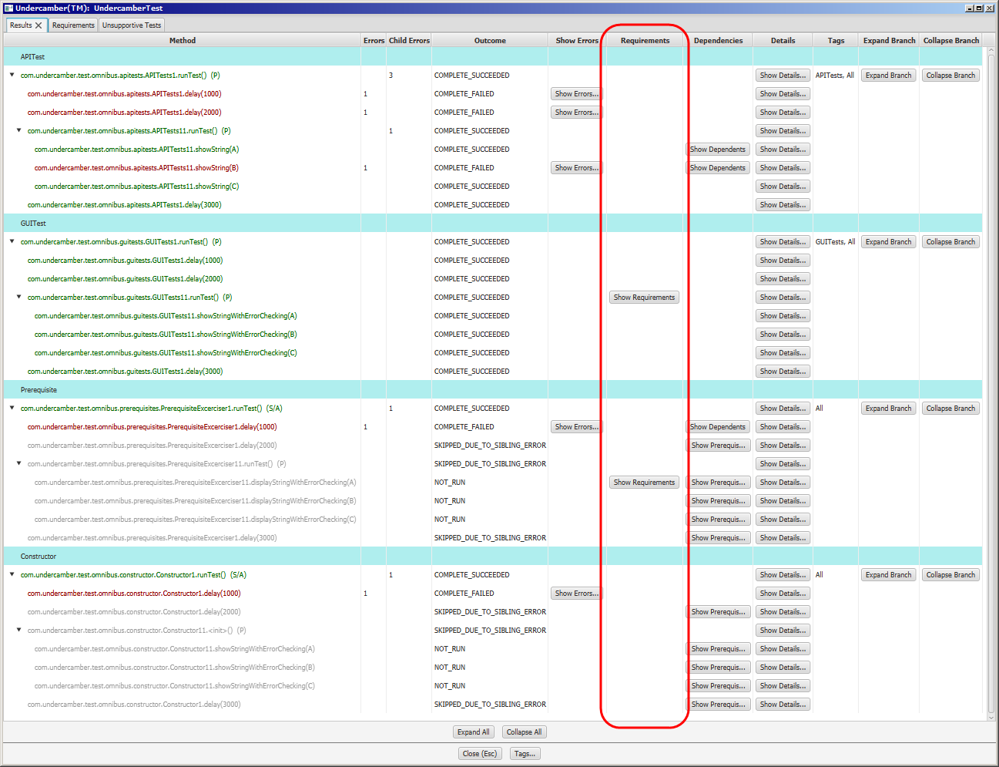 Undercamber(TM): UndercamberTest
Results Requirements Unsupportive Tests
Method Errors Child Errors Outcome Show Errors Requirements Dependencies Details Tags Expand Branch Collapse Branch
APITest
com.undercamber.test.omnibus.apitests.APITests1.runTest() (P) 3 COMPLETE_SUCCEEDED Show Details... APITests, All Expand Branch Collapse Branch
com.undercamber.test.omnibus.apitests.APITests1.delay(1000) 1 COMPLETE_FAILED Show Errors... Show Details...
com.undercamber.test.omnibus.apitests.APITests1.delay(2000) 1 COMPLETE_FAILED Show Errors... Show Details...
com.undercamber.test.omnibus.apitests.APITests11.runTest() (P) 1 COMPLETE_SUCCEEDED Show Details...
com.undercamber.test.omnibus.apitests.APITests11.showString(A) COMPLETE_SUCCEEDED Show Dependents Show Details...
com.undercamber.test.omnibus.apitests.APITests11.showString(B) 1 COMPLETE_FAILED Show Errors... Show Dependents Show Details...
com.undercamber.test.omnibus.apitests.APITests11.showString(C) COMPLETE_SUCCEEDED Show Details...
com.undercamber.test.omnibus.apitests.APITests1.delay(3000) COMPLETE_SUCCEEDED Show Details...
GUITest
com.undercamber.test.omnibus.guitests.GUITests1.runTest() (P) COMPLETE_SUCCEEDED Show Details... GUITests, All Expand Branch Collapse Branch
com.undercamber.test.omnibus.guitests.GUITests1.delay(1000) COMPLETE_SUCCEEDED Show Details...
com.undercamber.test.omnibus.guitests.GUITests1.delay(2000) COMPLETE_SUCCEEDED Show Details...
com.undercamber.test.omnibus.guitests.GUITests11.runTest() (P) COMPLETE_SUCCEEDED Show Requirements Show Details...
com.undercamber.test.omnibus.guitests.GUITests11.showStringWithErrorChecking(A) COMPLETE_SUCCEEDED Show Details...
com.undercamber.test.omnibus.guitests.GUITests11.showStringWithErrorChecking(B) COMPLETE_SUCCEEDED Show Details...
com.undercamber.test.omnibus.guitests.GUITests11.showStringWithErrorChecking(C) COMPLETE_SUCCEEDED Show Details...
com.undercamber.test.omnibus.guitests.GUITests1.delay(3000) COMPLETE_SUCCEEDED Show Details...
Prerequisite
com.undercamber.test.omnibus.prerequisites.PrerequisiteExcerciser1.runTest() (S/A) 1 COMPLETE_SUCCEEDED Show Details... All Expand Branch Collapse Branch
com.undercamber.test.omnibus.prerequisites.PrerequisiteExcerciser1.delay(1000) 1 COMPLETE_FAILED Show Errors... Show Dependents Show Details...
com.undercamber.test.omnibus.prerequisites.PrerequisiteExcerciser1.delay(2000) SKIPPED_DUE_TO_SIBLING_ERROR Show Prerequis... Show Details...
com.undercamber.test.omnibus.prerequisites.PrerequisiteExcerciser11.runTest() (P) SKIPPED_DUE_TO_SIBLING_ERROR Show Details...
com.undercamber.test.omnibus.prerequisites.PrerequisiteExcerciser11.displayStringWithErrorChecking(A) NOT_RUN Show Requirements Show Prerequis... Show Details...
com.undercamber.test.omnibus.prerequisites.PrerequisiteExcerciser11.displayStringWithErrorChecking(B) NOT_RUN Show Prerequis... Show Details...
com.undercamber.test.omnibus.prerequisites.PrerequisiteExcerciser11.displayStringWithErrorChecking(C) NOT_RUN Show Prerequis... Show Details...
com.undercamber.test.omnibus.prerequisites.PrerequisiteExcerciser1.delay(3000) SKIPPED_DUE_TO_SIBLING_ERROR Show Prerequis... Show Details...
Constructor
com.undercamber.test.omnibus.constructor.Constructor1.runTest() (S/A) 1 COMPLETE_SUCCEEDED Show Details... All Expand Branch Collapse Branch
com.undercamber.test.omnibus.constructor.Constructor1.delay(1000) 1 COMPLETE_FAILED Show Errors... Show Details...
com.undercamber.test.omnibus.constructor.Constructor1.delay(2000) SKIPPED_DUE_TO_SIBLING_ERROR Show Prerequis... Show Details...
com.undercamber.test.omnibus.constructor.Constructor11.<init>() (P) SKIPPED_DUE_TO_SIBLING_ERROR Show Details...
com.undercamber.test.omnibus.constructor.Constructor11.showStringWithErrorChecking(A) NOT_RUN Show Prerequis... Show Details...
com.undercamber.test.omnibus.constructor.Constructor11.showStringWithErrorChecking(B) NOT_RUN Show Prerequis... Show Details...
com.undercamber.test.omnibus.constructor.Constructor11.showStringWithErrorChecking(C) NOT_RUN Show Prerequis... Show Details...
com.undercamber.test.omnibus.constructor.Constructor1.delay(3000) SKIPPED_DUE_TO_SIBLING_ERROR Show Prerequis... Show Details...
Expand All Collapse All
Close (Esc) Tags...